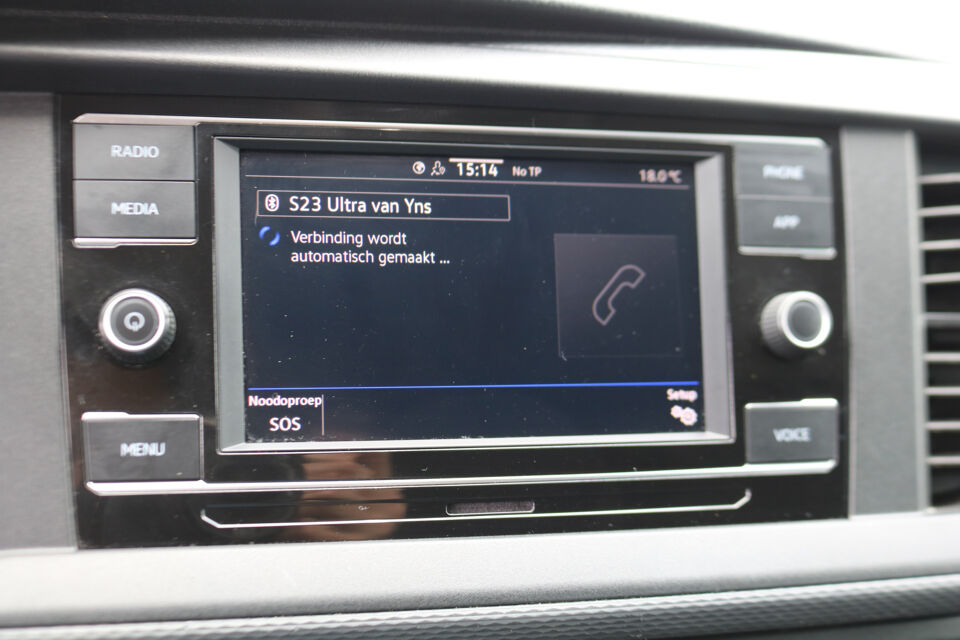 RADIO
MEDIA
15:14 No TP
18.0 °C
PHONE
APP
S23 Ultra van Yns
Verbinding wordt
automatisch gemaakt ...
Noodoproep
SOS
Setup
MENU
VOICE